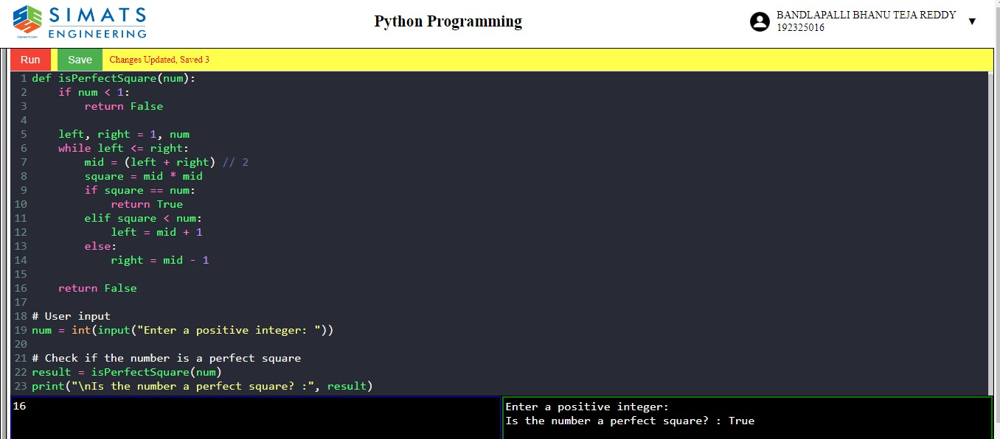 SIMATS
ENGINEERING
Python Programming
BANDLAPALLI BHANU TEJA REDDY
192325016
▼
Run Save Changes Updated, Saved 3
1 def isPerfectSquare(num):
2     if num < 1:
3         return False
4
5     left, right = 1, num
6     while left <= right:
7         mid = (left + right) // 2
8         square = mid * mid
9         if square == num:
10             return True
11         elif square < num:
12             left = mid + 1
13         else:
14             right = mid - 1
15
16     return False
17
18 # User input
19 num = int(input("Enter a positive integer: "))
20
21 # Check if the number is a perfect square
22 result = isPerfectSquare(num)
23 print("\nIs the number a perfect square? :", result)
16
Enter a positive integer:
Is the number a perfect square? : True